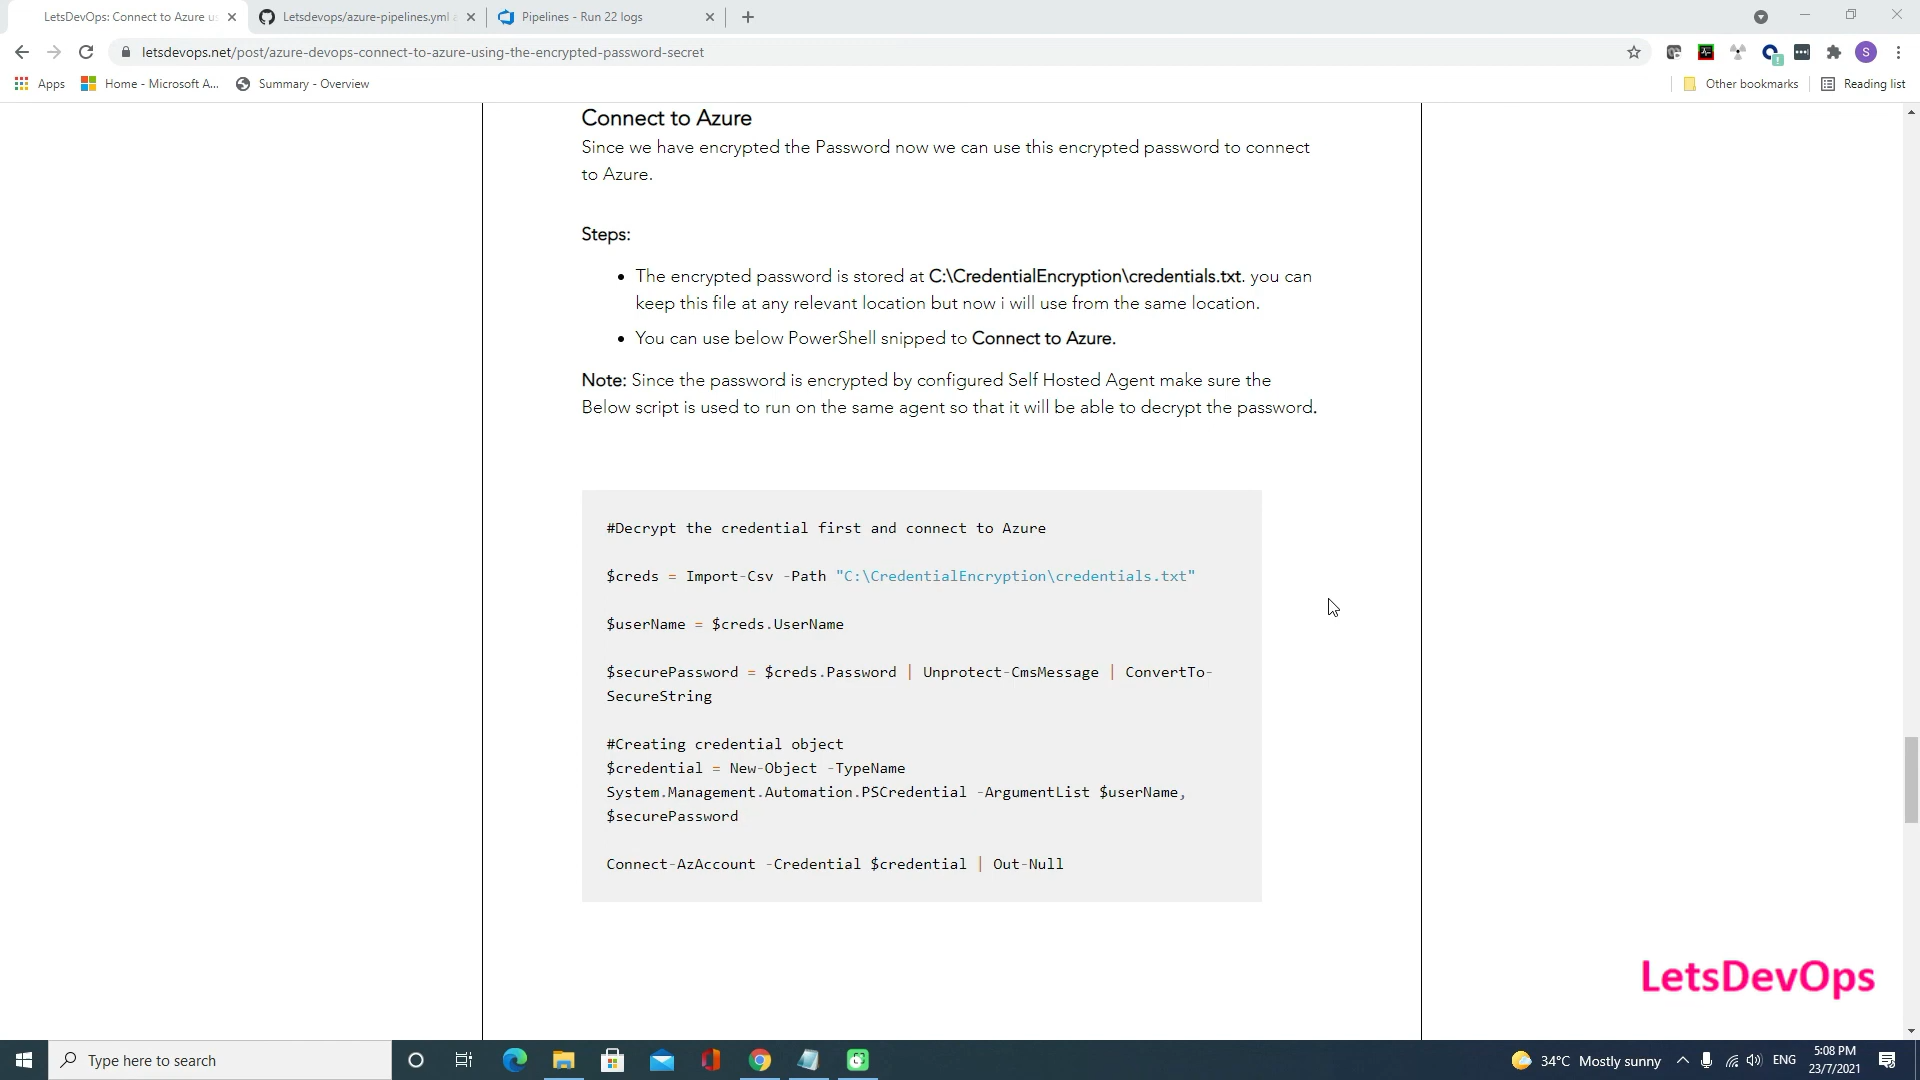 LetsDevOps: Connect to Azure us
Letsdevops/azure-pipelines.yml a
Pipelines - Run 22 logs
letsdevops.net/post/azure-devops-connect-to-azure-using-the-encrypted-password-secret
S
Apps
Home - Microsoft A...
Summary - Overview
Other bookmarks
Reading list
Connect to Azure
Since we have encrypted the Password now we can use this encrypted password to connect
to Azure.
Steps:
The encrypted password is stored at C:\CredentialEncryption\credentials.txt. you can
keep this file at any relevant location but now i will use from the same location.
You can use below PowerShell snipped to Connect to Azure.
Note: Since the password is encrypted by configured Self Hosted Agent make sure the
Below script is used to run on the same agent so that it will be able to decrypt the password.
#Decrypt the credential first and connect to Azure
$creds = Import-Csv -Path "C:\CredentialEncryption\credentials.txt"
$userName = $creds.UserName
$securePassword = $creds.Password | Unprotect-CmsMessage | ConvertTo-
SecureString
#Creating credential object
$credential = New-Object -TypeName
System.Management.Automation.PSCredential -ArgumentList $userName,
$securePassword
Connect-AzAccount -Credential $credential | Out-Null
LetsDevOps
Type here to search
34°C Mostly sunny
ENG
5:08 PM
23/7/2021